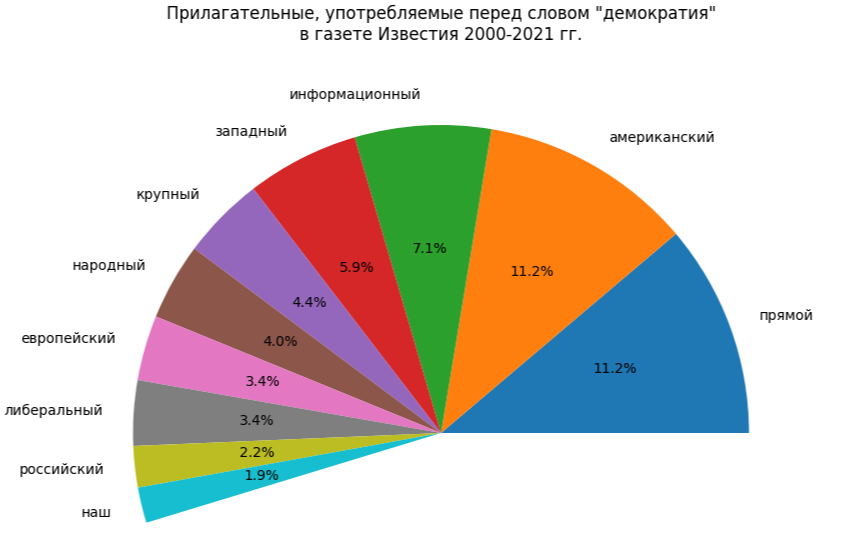 Прилагательные, употребляемые перед словом "демократия"
в газете Известия 2000-2021 гг.
информационный
западный
американский
крупный
народный
европейский
либеральный
российский
наш
прямой
7.1%
5.9%
11.2%
4.4%
4.0%
11.2%
3.4%
3.4%
2.2%
1.9%